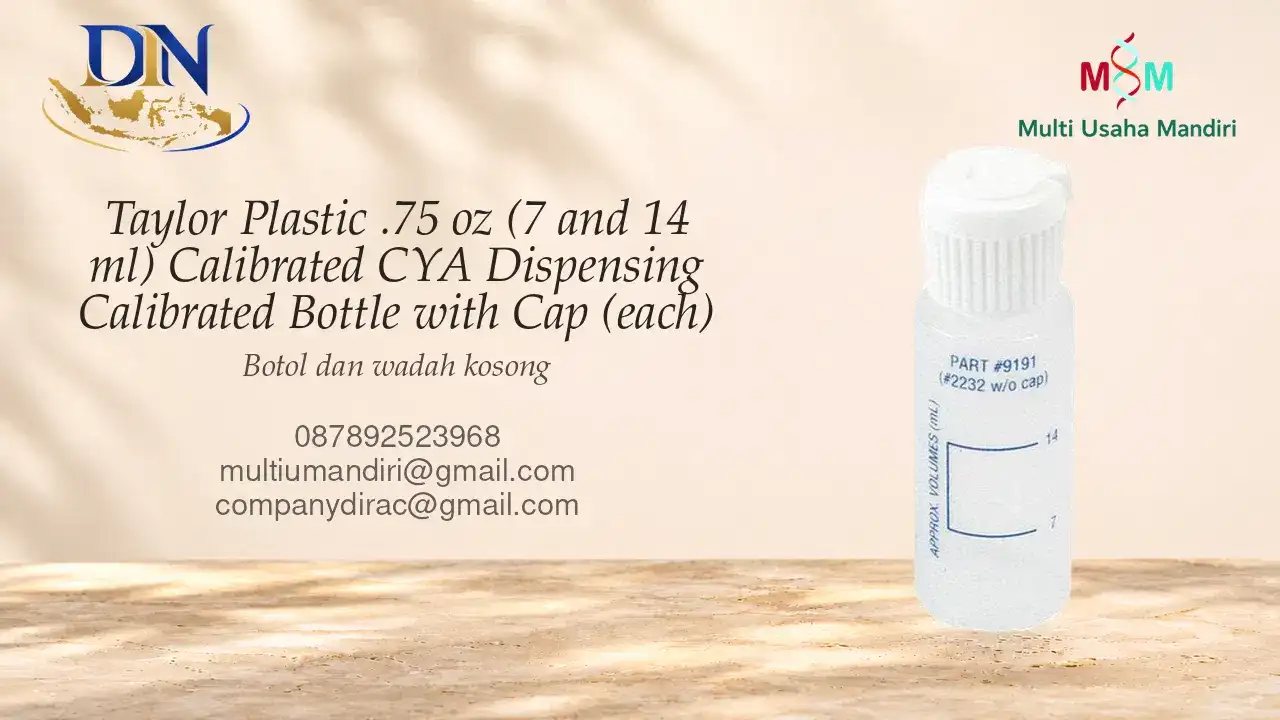 DIN
MSM
Multi Usaha Mandiri
Taylor Plastic .75 oz (7 and 14
ml) Calibrated CYA Dispensing
Calibrated Bottle with Cap (each)
Botol dan wadah kosong
087892523968
multiumandiri@gmail.com
companydirac@gmail.com
PART #9191
(#2232 w/o cap)
APPROX. VOLUMES (mL)
14
7